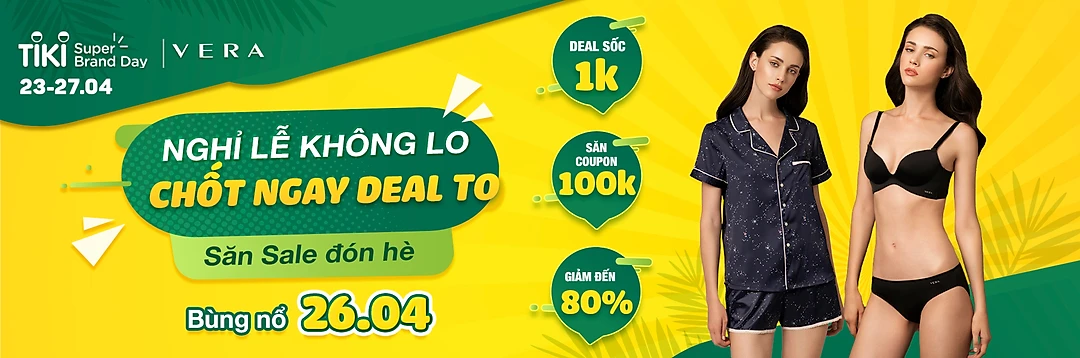 TIKI Super Brand Day
VERA
23-27.04
NGHỈ LỄ KHÔNG LO
CHỐT NGAY DEAL TO
Săn Sale đón hè
Bùng nổ 26.04
DEAL SỐC
1k
SĂN
COUPON
100k
GIẢM ĐẾN
80%
VERA